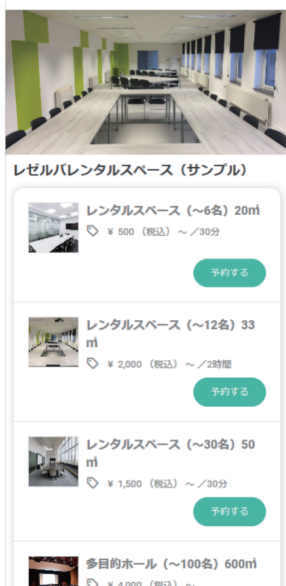 レゼルバレンタルスペース（サンプル）
レンタルスペース（～6名）20㎡
￥ 500 （税込） ～ ／30分
予約する
レンタルスペース（～12名）33
㎡
￥ 2,000 （税込） ～ ／2時間
予約する
レンタルスペース（～30名）50
㎡
￥ 1,500 （税込） ～ ／30分
予約する
多目的ホール（～100名）600㎡
￥ 4,000 （税込） ～